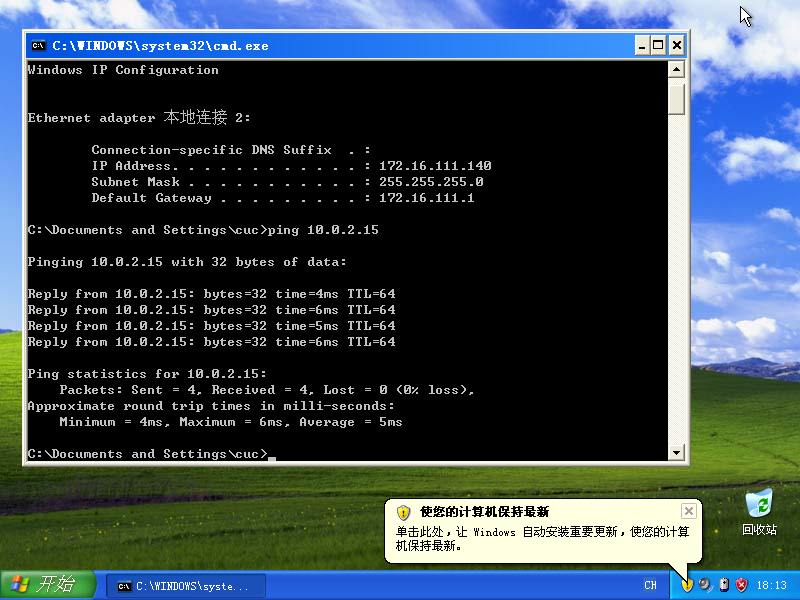 C:\WINDOWS\system32\cmd.exe
Windows IP Configuration
Ethernet adapter 本地连接 2:
Connection-specific DNS Suffix  . :
IP Address. . . . . . . . . . . . : 172.16.111.140
Subnet Mask . . . . . . . . . . . : 255.255.255.0
Default Gateway . . . . . . . . . : 172.16.111.1
C:\Documents and Settings\cuc>ping 10.0.2.15
Pinging 10.0.2.15 with 32 bytes of data:
Reply from 10.0.2.15: bytes=32 time=4ms TTL=64
Reply from 10.0.2.15: bytes=32 time=6ms TTL=64
Reply from 10.0.2.15: bytes=32 time=5ms TTL=64
Reply from 10.0.2.15: bytes=32 time=6ms TTL=64
Ping statistics for 10.0.2.15:
Packets: Sent = 4, Received = 4, Lost = 0 (0% loss),
Approximate round trip times in milli-seconds:
Minimum = 4ms, Maximum = 6ms, Average = 5ms
C:\Documents and Settings\cuc>_
使您的计算机保持最新
单击此处，让 Windows 自动安装重要更新，使您的计算
机保持最新。
回收站
开始
C:\WINDOWS\syste...
CH
18:13